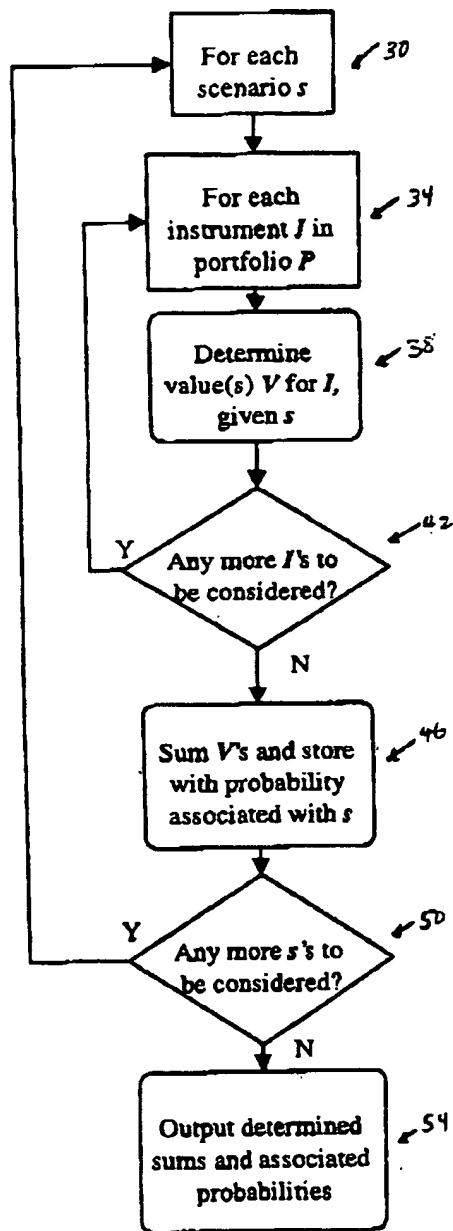 For each
scenario s
30
For each
instrument I in
portfolio P
34
Determine
value(s) V for I,
given s
38
Any more I's to
be considered?
42
Y
N
Sum V's and store
with probability
associated with s
46
Any more s's to
be considered?
50
Y
N
Output determined
sums and associated
probabilities
54